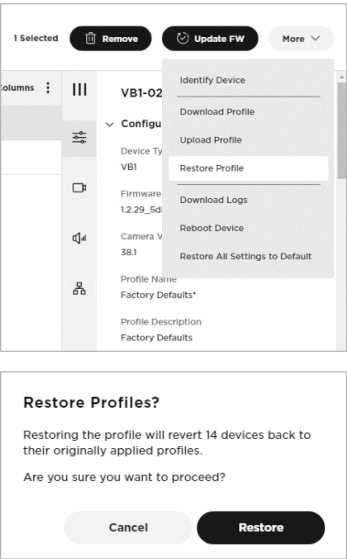 1 Selected
Remove
Update FW
More
Identify Device
Download Profile
Upload Profile
Restore Profile
Download Logs
Reboot Device
Restore All Settings to Default
olumns
VB1-02
Configu
Device Ty
VB1
Firmware
1.2.29_5d
Camera V
38.1
Profile Name
Factory Defaults*
Profile Description
Factory Defaults
Restore Profiles?
Restoring the profile will revert 14 devices back to
their originally applied profiles.
Are you sure you want to proceed?
Cancel
Restore